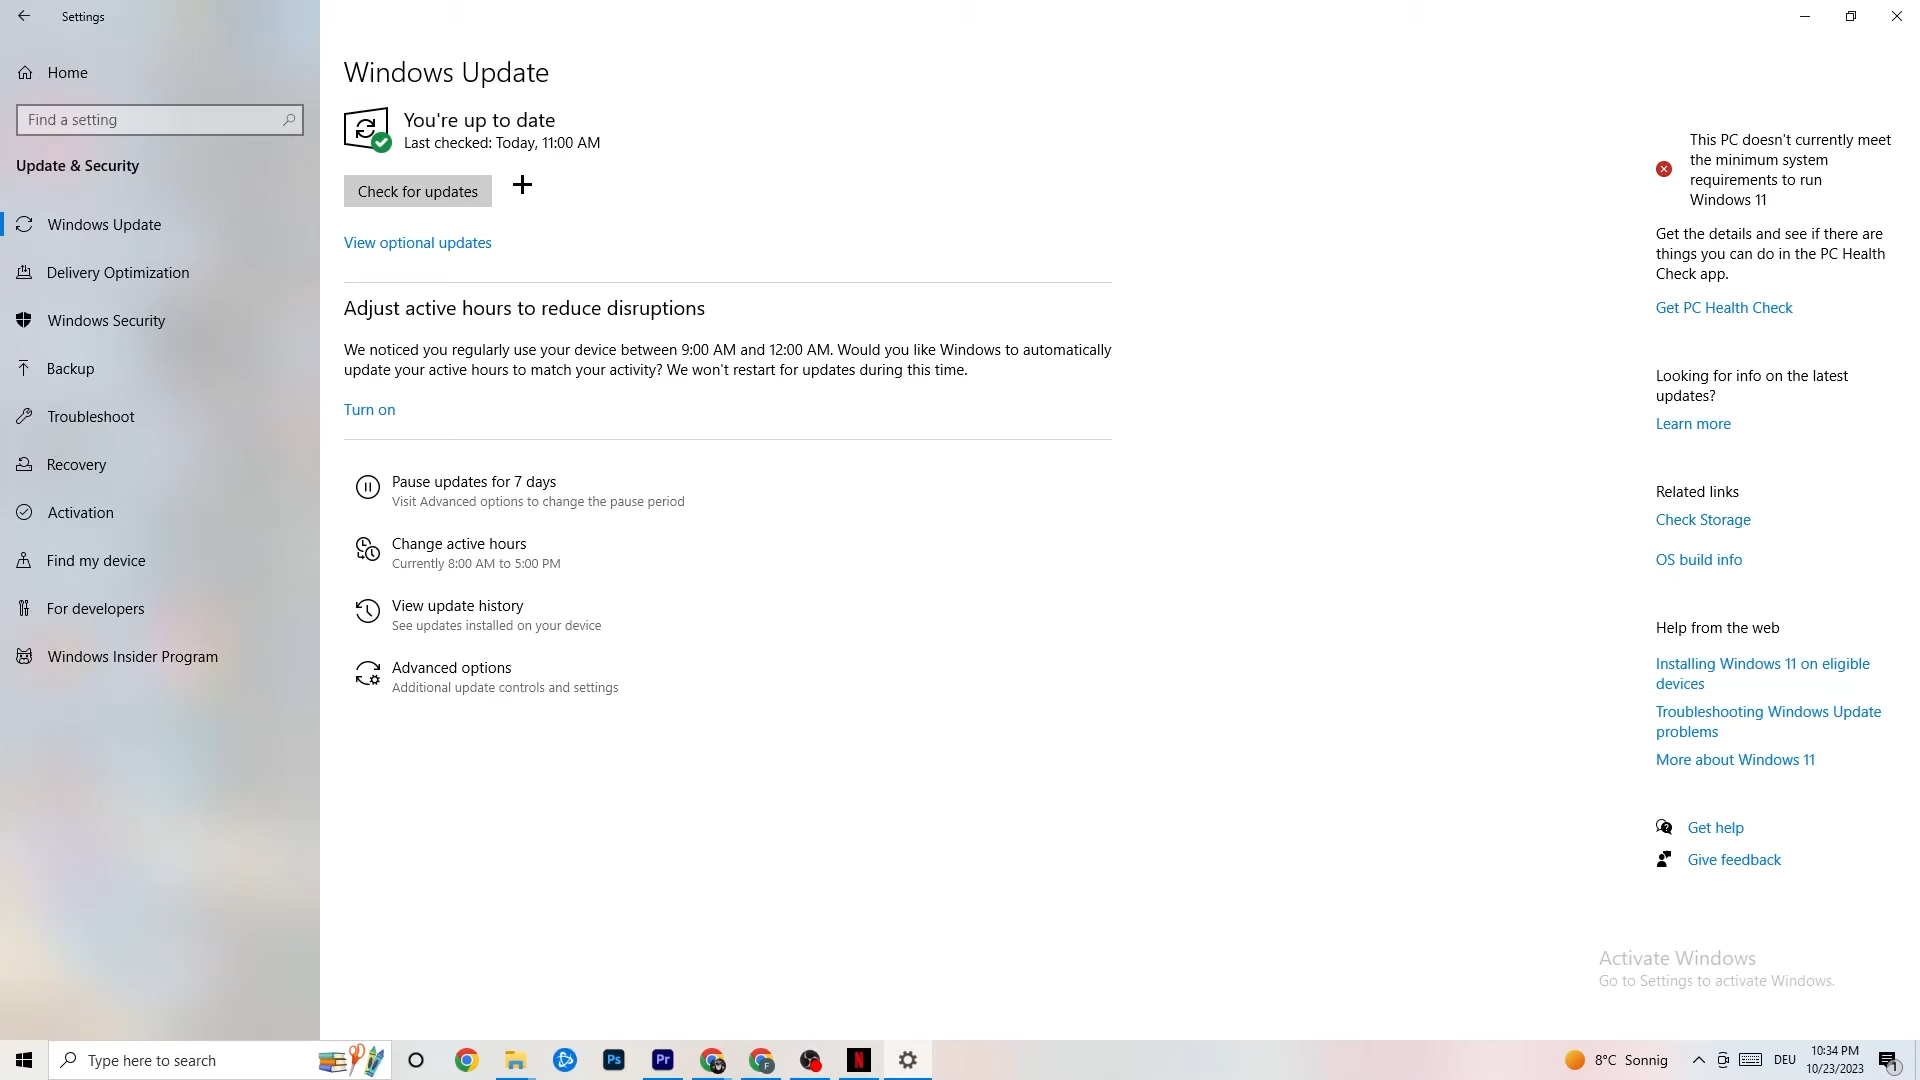 Settings
Home
Find a setting
Update & Security
Windows Update
Delivery Optimization
Windows Security
Backup
Troubleshoot
Recovery
Activation
Find my device
For developers
Windows Insider Program
Windows Update
You're up to date
Last checked: Today, 11:00 AM
Check for updates
View optional updates
Adjust active hours to reduce disruptions
We noticed you regularly use your device between 9:00 AM and 12:00 AM. Would you like Windows to automatically
update your active hours to match your activity? We won't restart for updates during this time.
Turn on
Pause updates for 7 days
Visit Advanced options to change the pause period
Change active hours
Currently 8:00 AM to 5:00 PM
View update history
See updates installed on your device
Advanced options
Additional update controls and settings
This PC doesn't currently meet
the minimum system
requirements to run
Windows 11
Get the details and see if there are
things you can do in the PC Health
Check app.
Get PC Health Check
Looking for info on the latest
updates?
Learn more
Related links
Check Storage
OS build info
Help from the web
Installing Windows 11 on eligible
devices
Troubleshooting Windows Update
problems
More about Windows 11
Get help
Give feedback
Activate Windows
Go to Settings to activate Windows.
Type here to search
Ps
Pr
F
N
8°C Sonnig
DEU
10:34 PM
10/23/2023
1